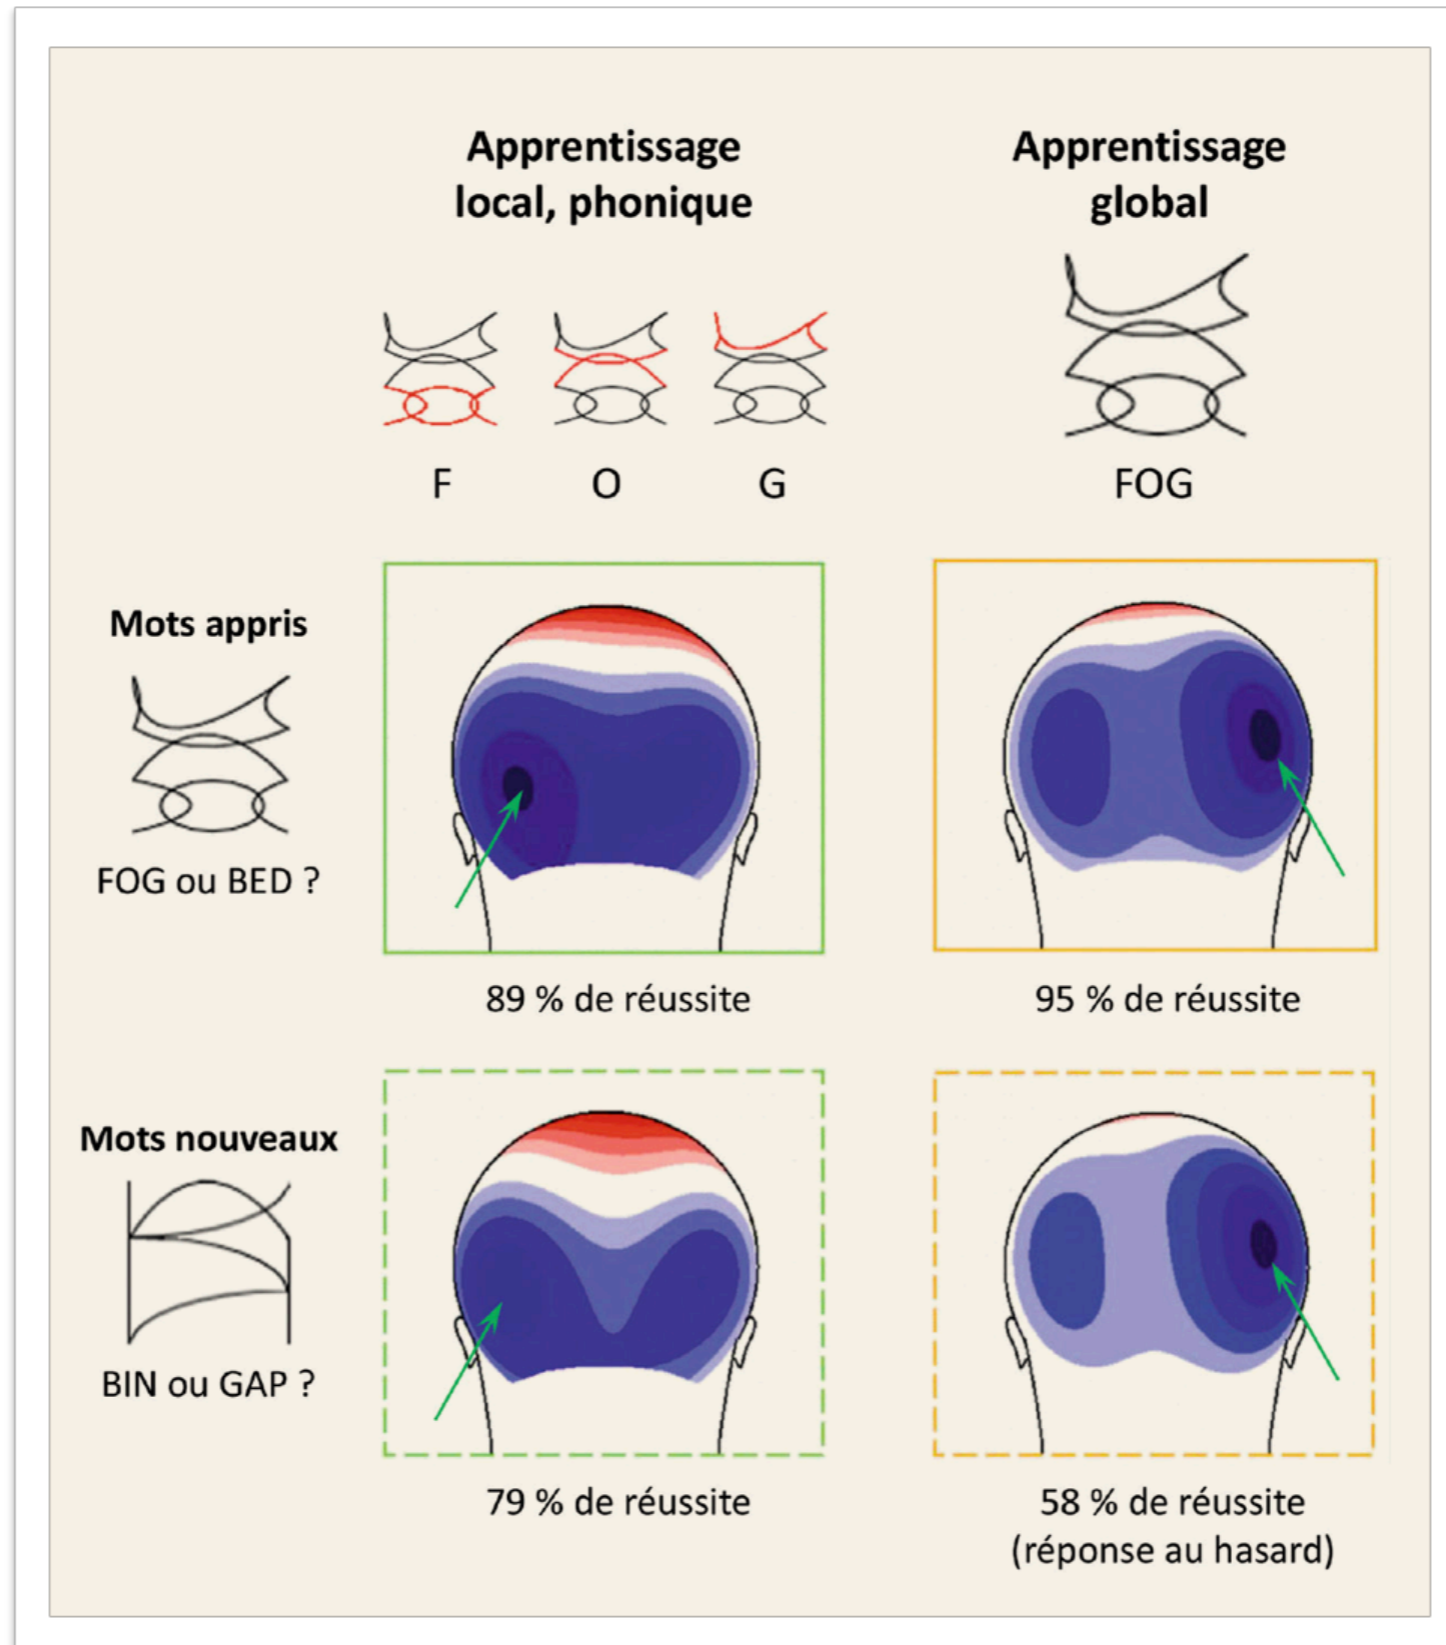 Apprentissage
local, phonique
Apprentissage
global
F O G
FOG
Mots appris
FOG ou BED ?
89 % de réussite
95 % de réussite
Mots nouveaux
BIN ou GAP ?
79 % de réussite
58 % de réussite
(réponse au hasard)